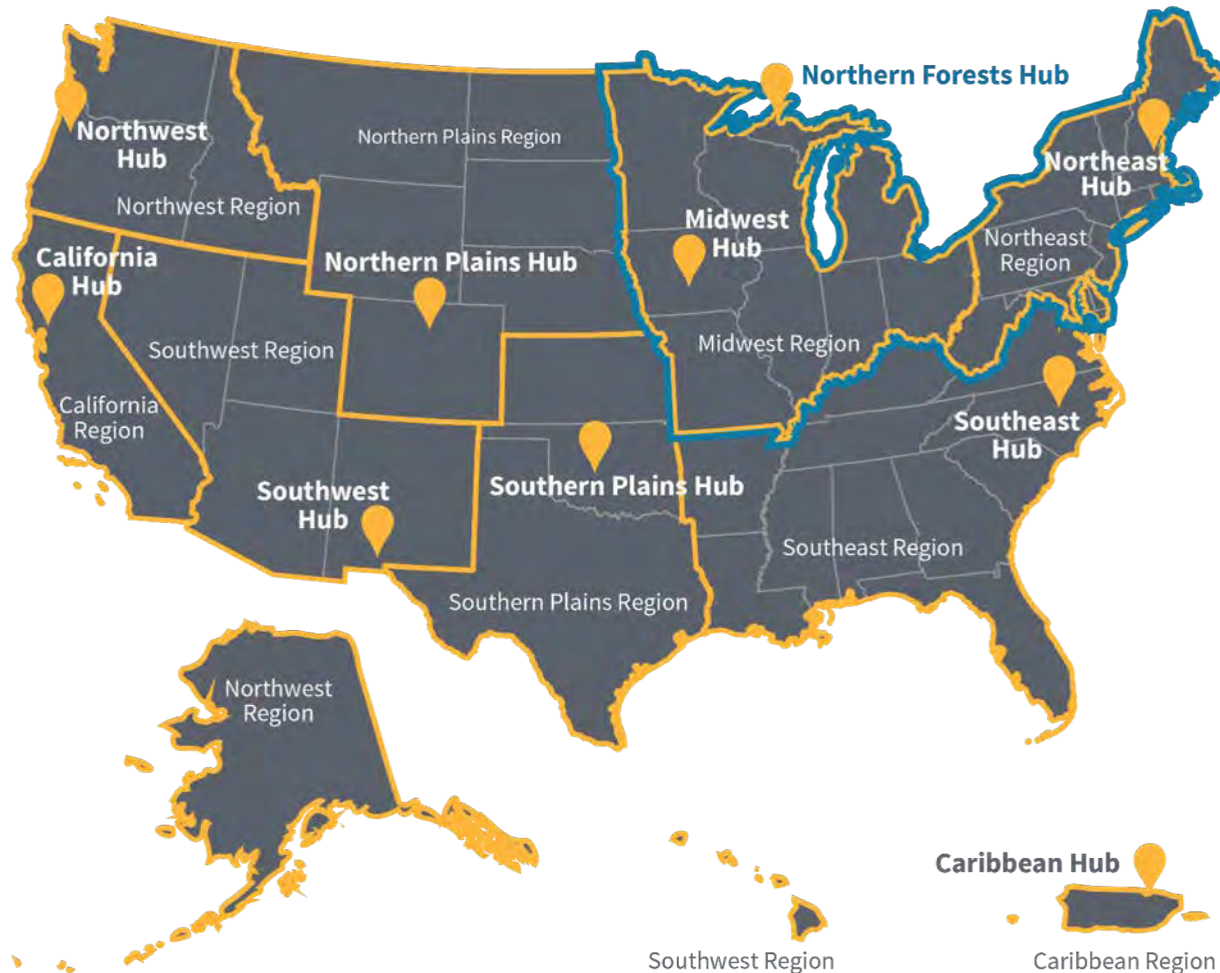 Northern Forests Hub
Northwest
Hub
Northern Plains Region
Northeast
Hub
Northwest Region
Midwest
Hub
Northeast
Region
California
Hub
Northern Plains Hub
Southwest Region
Midwest Region
California
Region
Southeast
Hub
Southwest
Hub
Southern Plains Hub
Southeast Region
Southern Plains Region
Northwest
Region
Caribbean Hub
Southwest Region
Caribbean Region